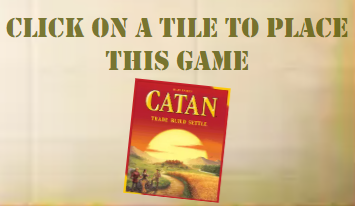 CLICK ON A TILE TO PLACE
THIS GAME
CATAN
TRADE BUILD SETTLE